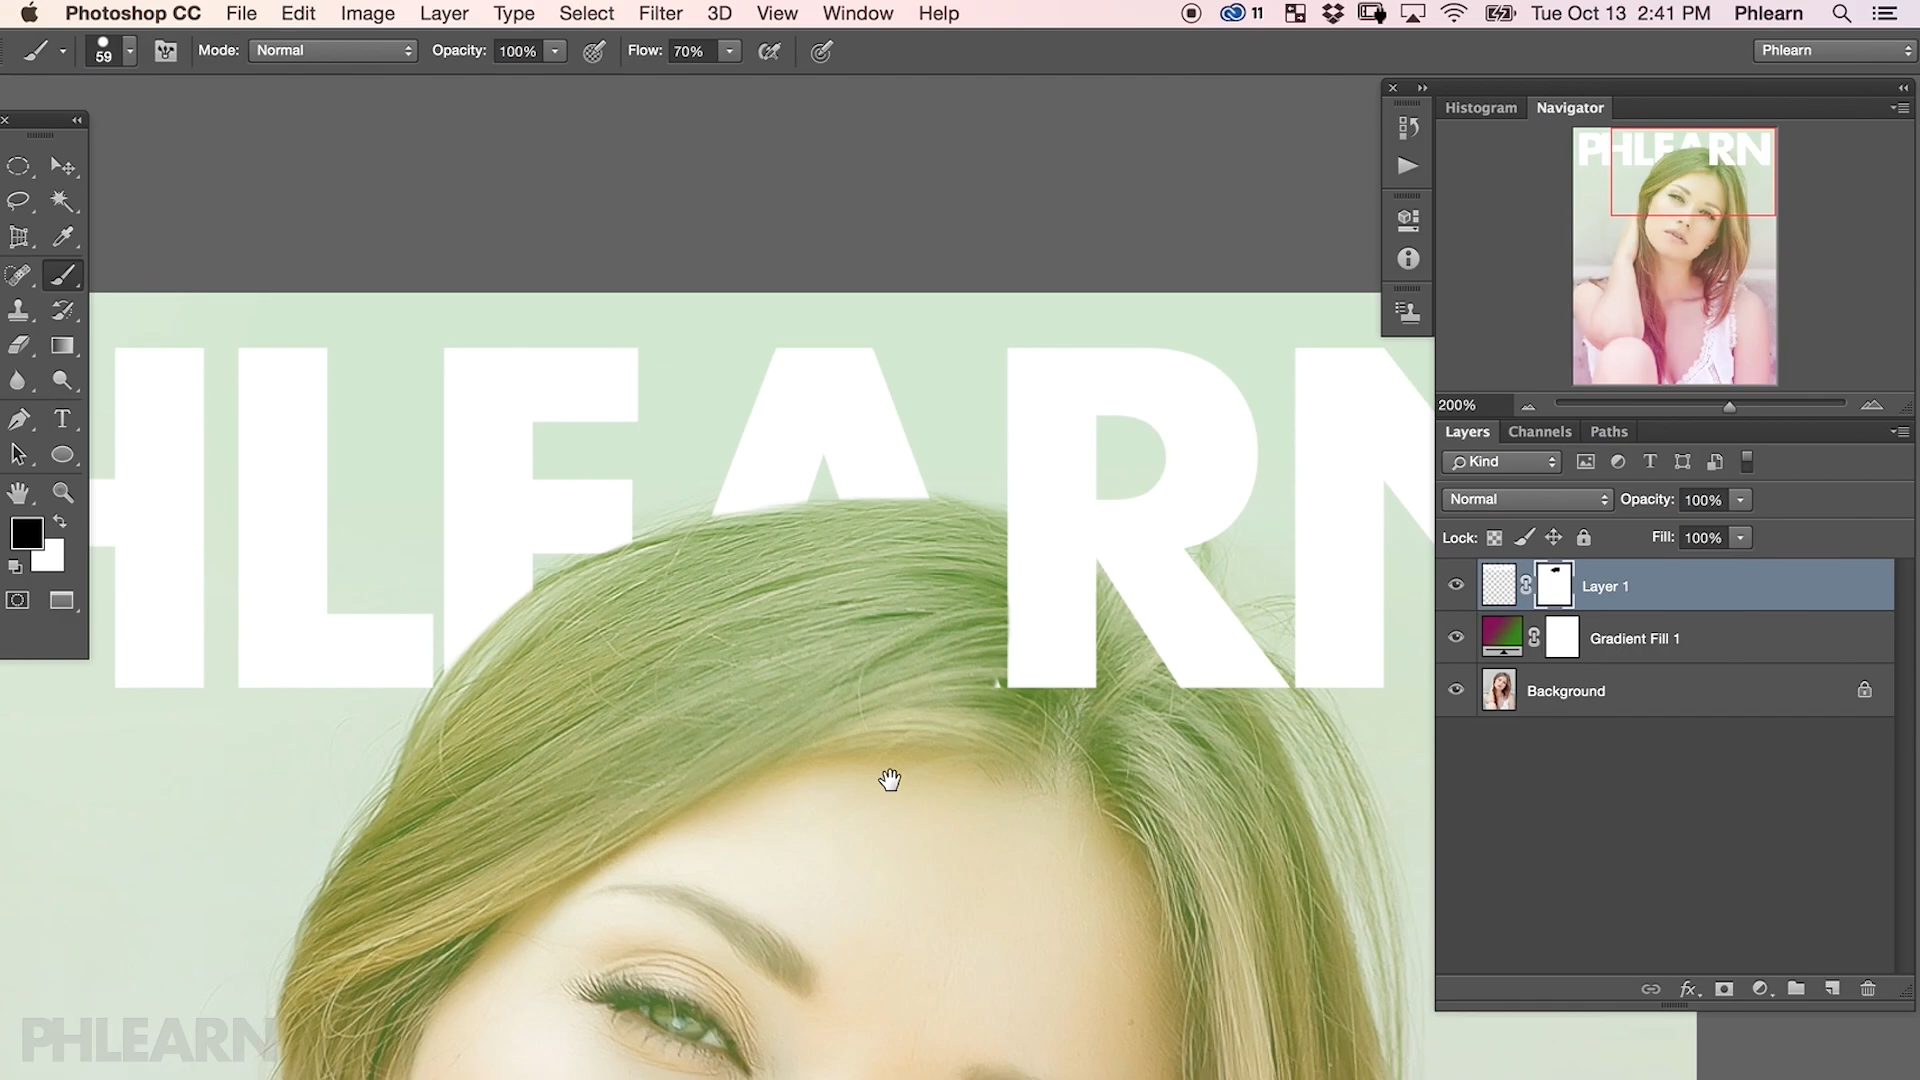 Photoshop CC File Edit Image Layer Type Select Filter 3D View Window Help 11 Tue Oct 13 2:41 PM Phlearn
59 Mode: Normal Opacity: 100% Flow: 70% Phlearn
Histogram Navigator
PHLEARN
HLEARN
200%
Layers Channels Paths
Kind
Normal Opacity: 100%
Lock: Fill: 100%
Layer 1
Gradient Fill 1
Background
fx
PHLEARN